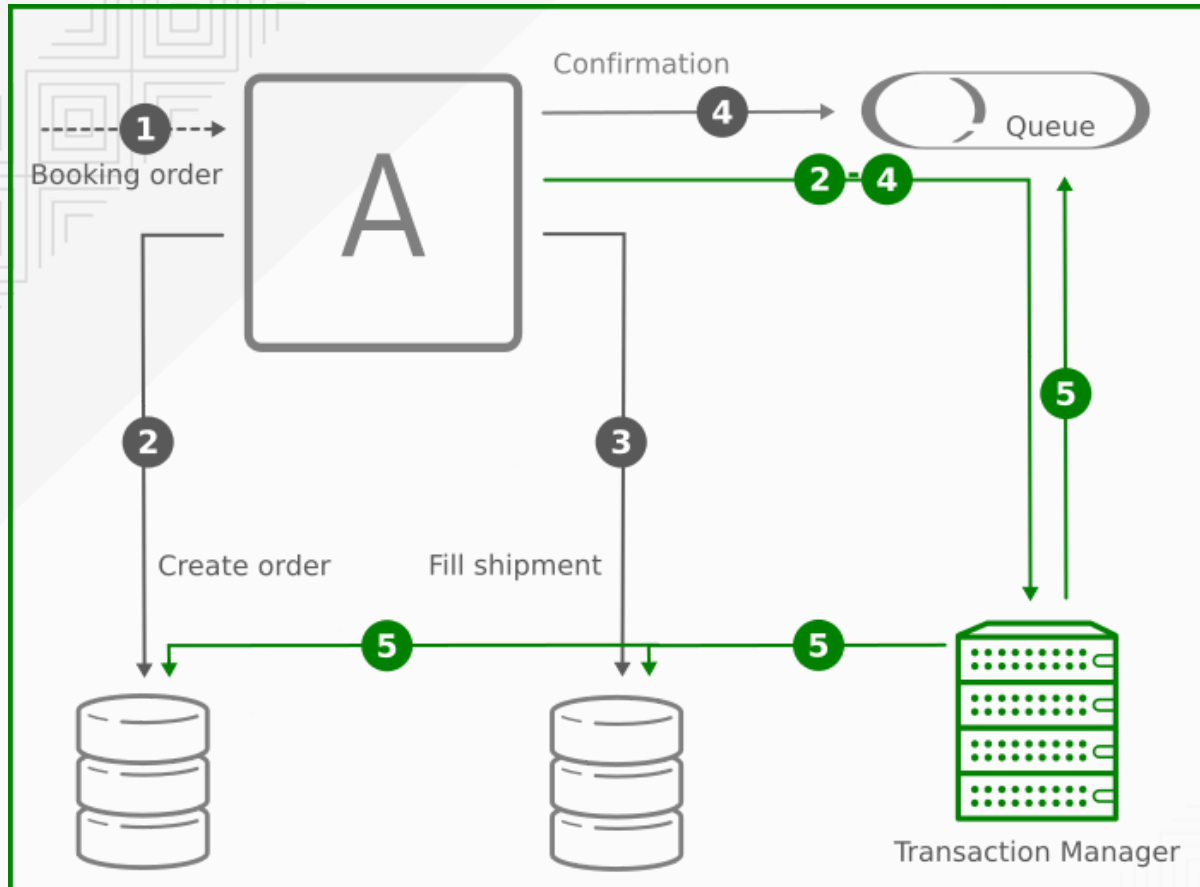 Confirmation
1
4
Queue
Booking order
2 - 4
A
5
2
3
Create order
Fill shipment
5
5
Transaction Manager